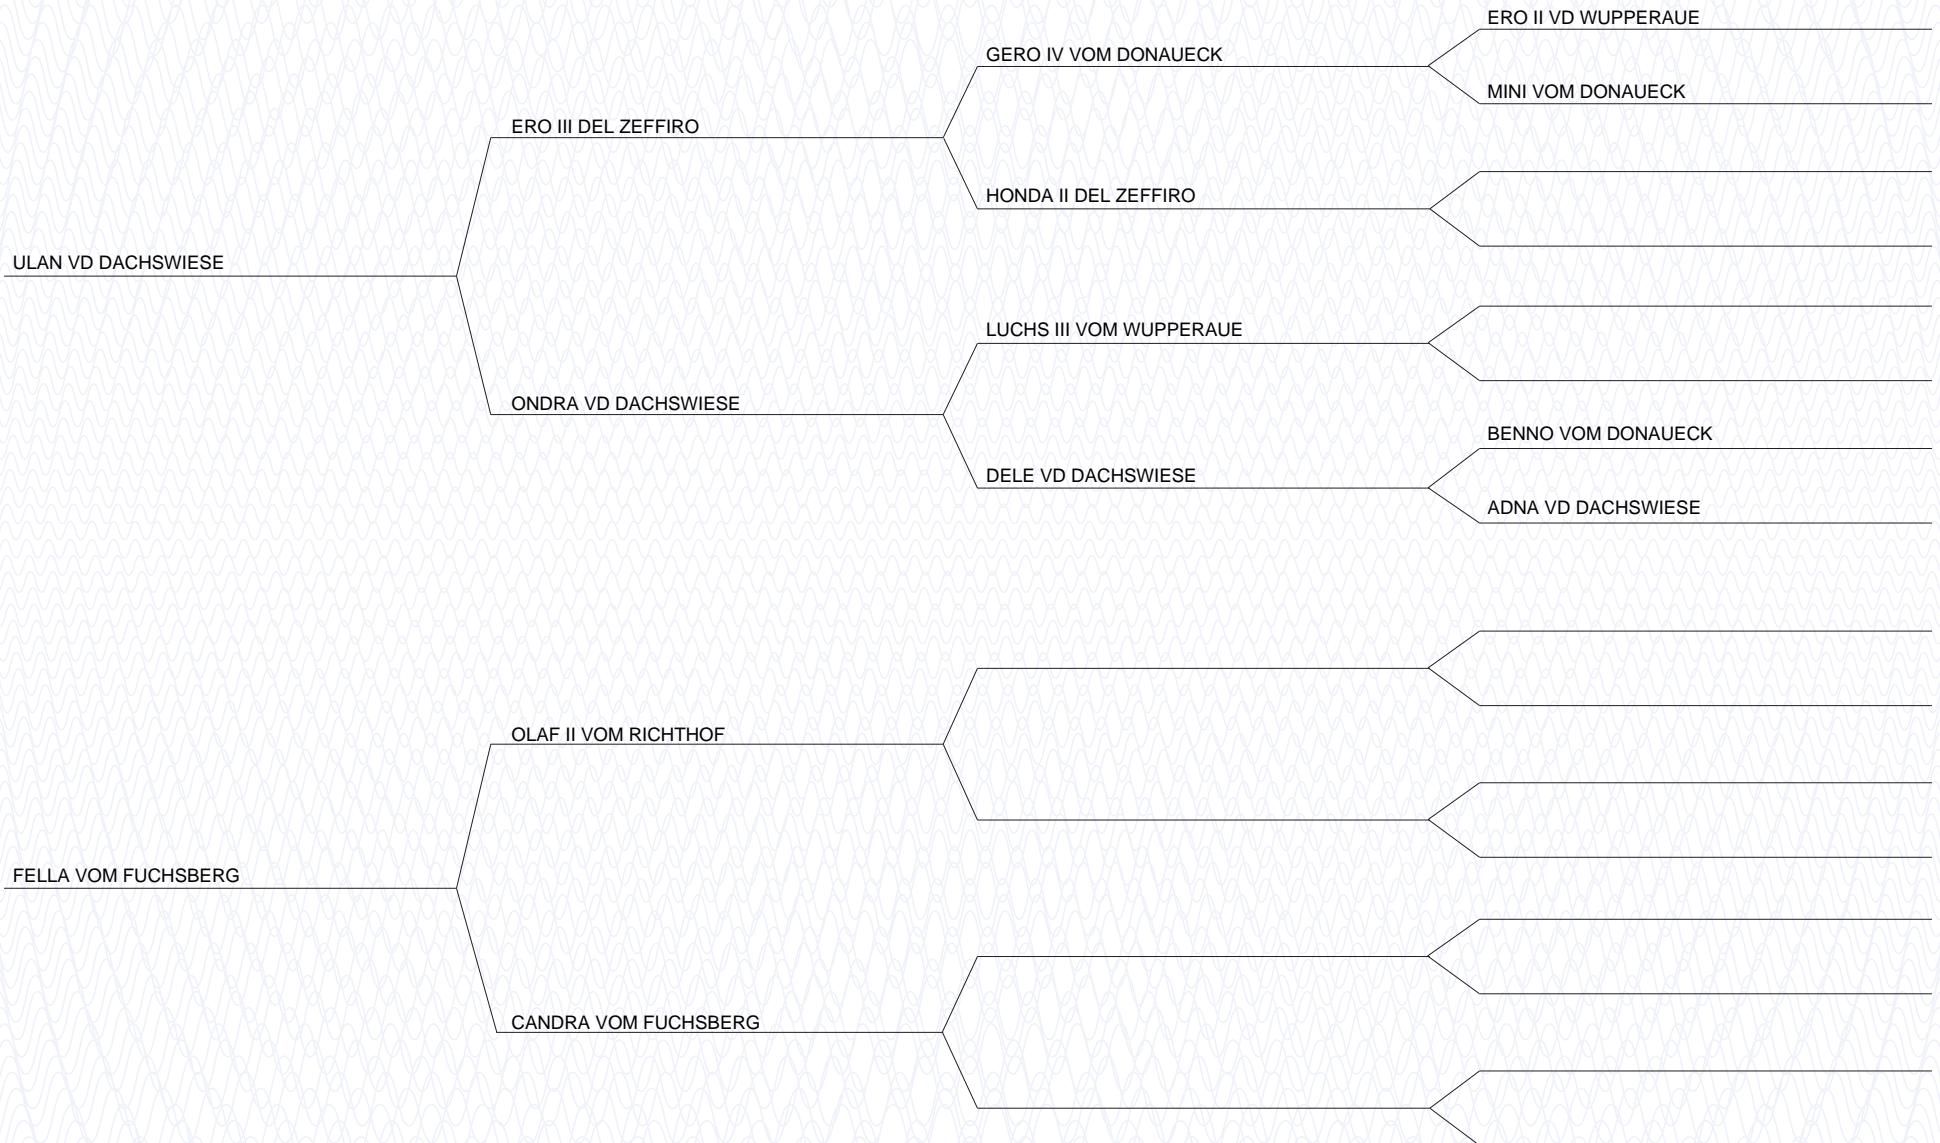 ERO II VD WUPPERAUE
GERO IV VOM DONAUECK
MINI VOM DONAUECK
ERO III DEL ZEFFIRO
HONDA II DEL ZEFFIRO
ULAN VD DACHSWIESE
LUCHS III VOM WUPPERAUE
ONDRA VD DACHSWIESE
BENNO VOM DONAUECK
DELE VD DACHSWIESE
ADNA VD DACHSWIESE
OLAF II VOM RICHTHOF
FELLA VOM FUCHSBERG
CANDRA VOM FUCHSBERG